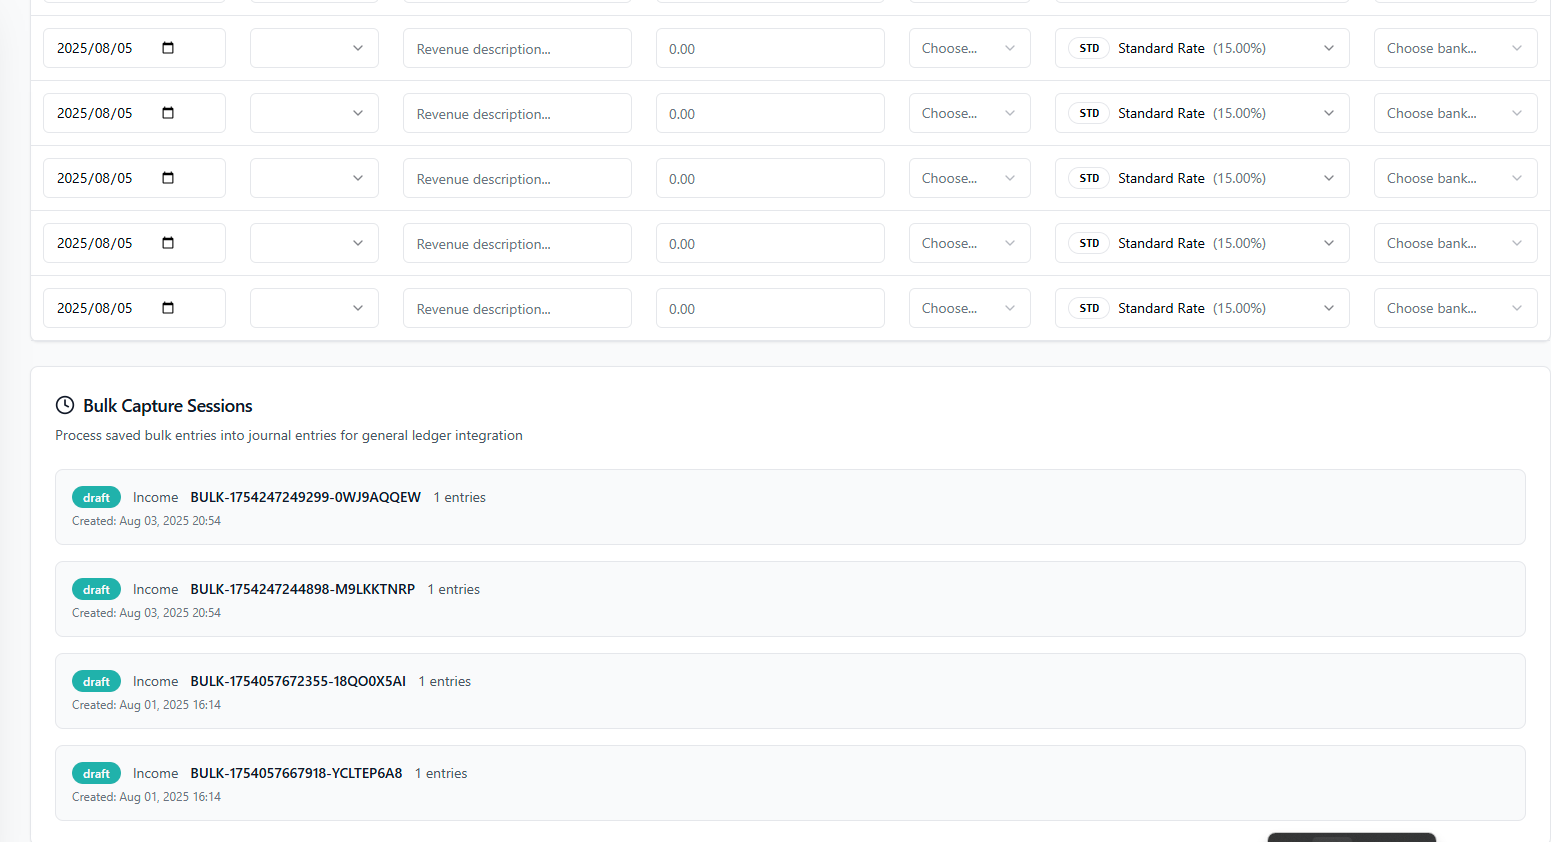 2025/08/05 Revenue description... 0.00 Choose... STD Standard Rate (15.00%) Choose bank...
2025/08/05 Revenue description... 0.00 Choose... STD Standard Rate (15.00%) Choose bank...
2025/08/05 Revenue description... 0.00 Choose... STD Standard Rate (15.00%) Choose bank...
2025/08/05 Revenue description... 0.00 Choose... STD Standard Rate (15.00%) Choose bank...
2025/08/05 Revenue description... 0.00 Choose... STD Standard Rate (15.00%) Choose bank...
Bulk Capture Sessions
Process saved bulk entries into journal entries for general ledger integration
draft Income BULK-1754247249299-0WJ9AQQEW 1 entries
Created: Aug 03, 2025 20:54
draft Income BULK-1754247244898-M9LKKTNRP 1 entries
Created: Aug 03, 2025 20:54
draft Income BULK-1754057672355-18QO0X5AI 1 entries
Created: Aug 01, 2025 16:14
draft Income BULK-1754057667918-YCLTEP6A8 1 entries
Created: Aug 01, 2025 16:14